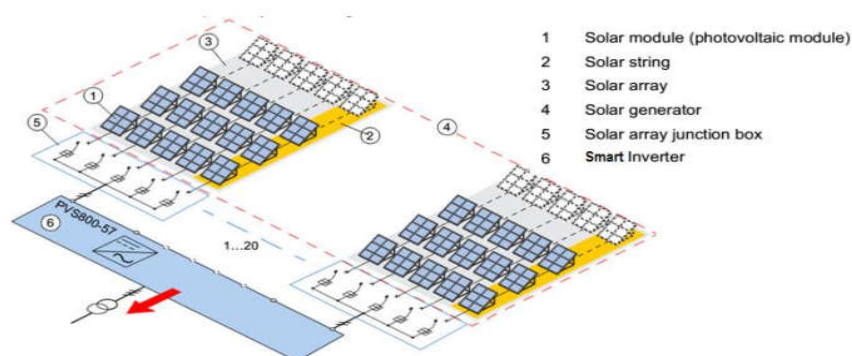 1 Solar module (photovoltaic module)
2 Solar string
3 Solar array
4 Solar generator
5 Solar array junction box
6 Smart Inverter
3
1
5
4
2
6
PVS800-57
1...20